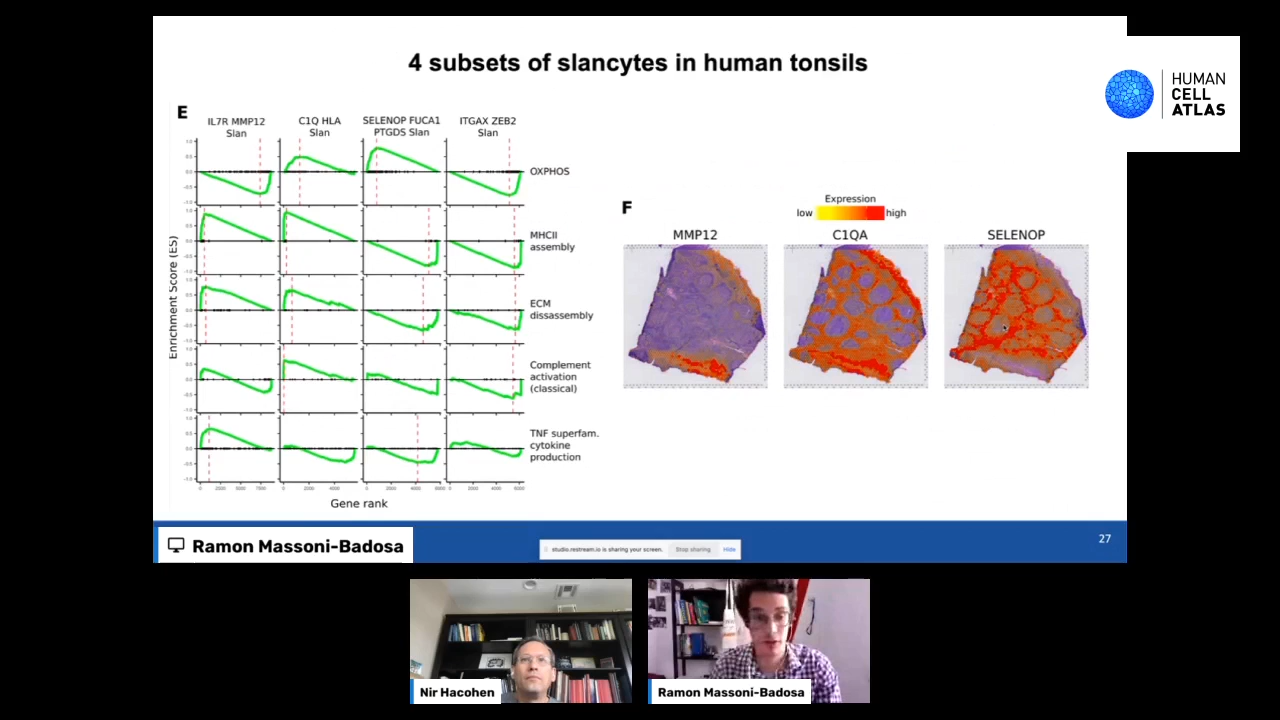 4 subsets of slancytes in human tonsils
HUMAN
CELL
ATLAS
E
IL7R MMP12
Slan
C1Q HLA
Slan
SELENOP FUCA1
PTGDS Slan
ITGAX ZEB2
Slan
OXPHOS
MHCII
assembly
ECM
dissassembly
Complement
activation
(classical)
TNF superfam.
cytokine
production
Enrichment Score (ES)
Gene rank
F
Expression
low
high
MMP12
C1QA
SELENOP
27
Ramon Massoni-Badosa
studio.restream.io is sharing your screen.
Stop sharing
Hide
Nir Hacohen
Ramon Massoni-Badosa